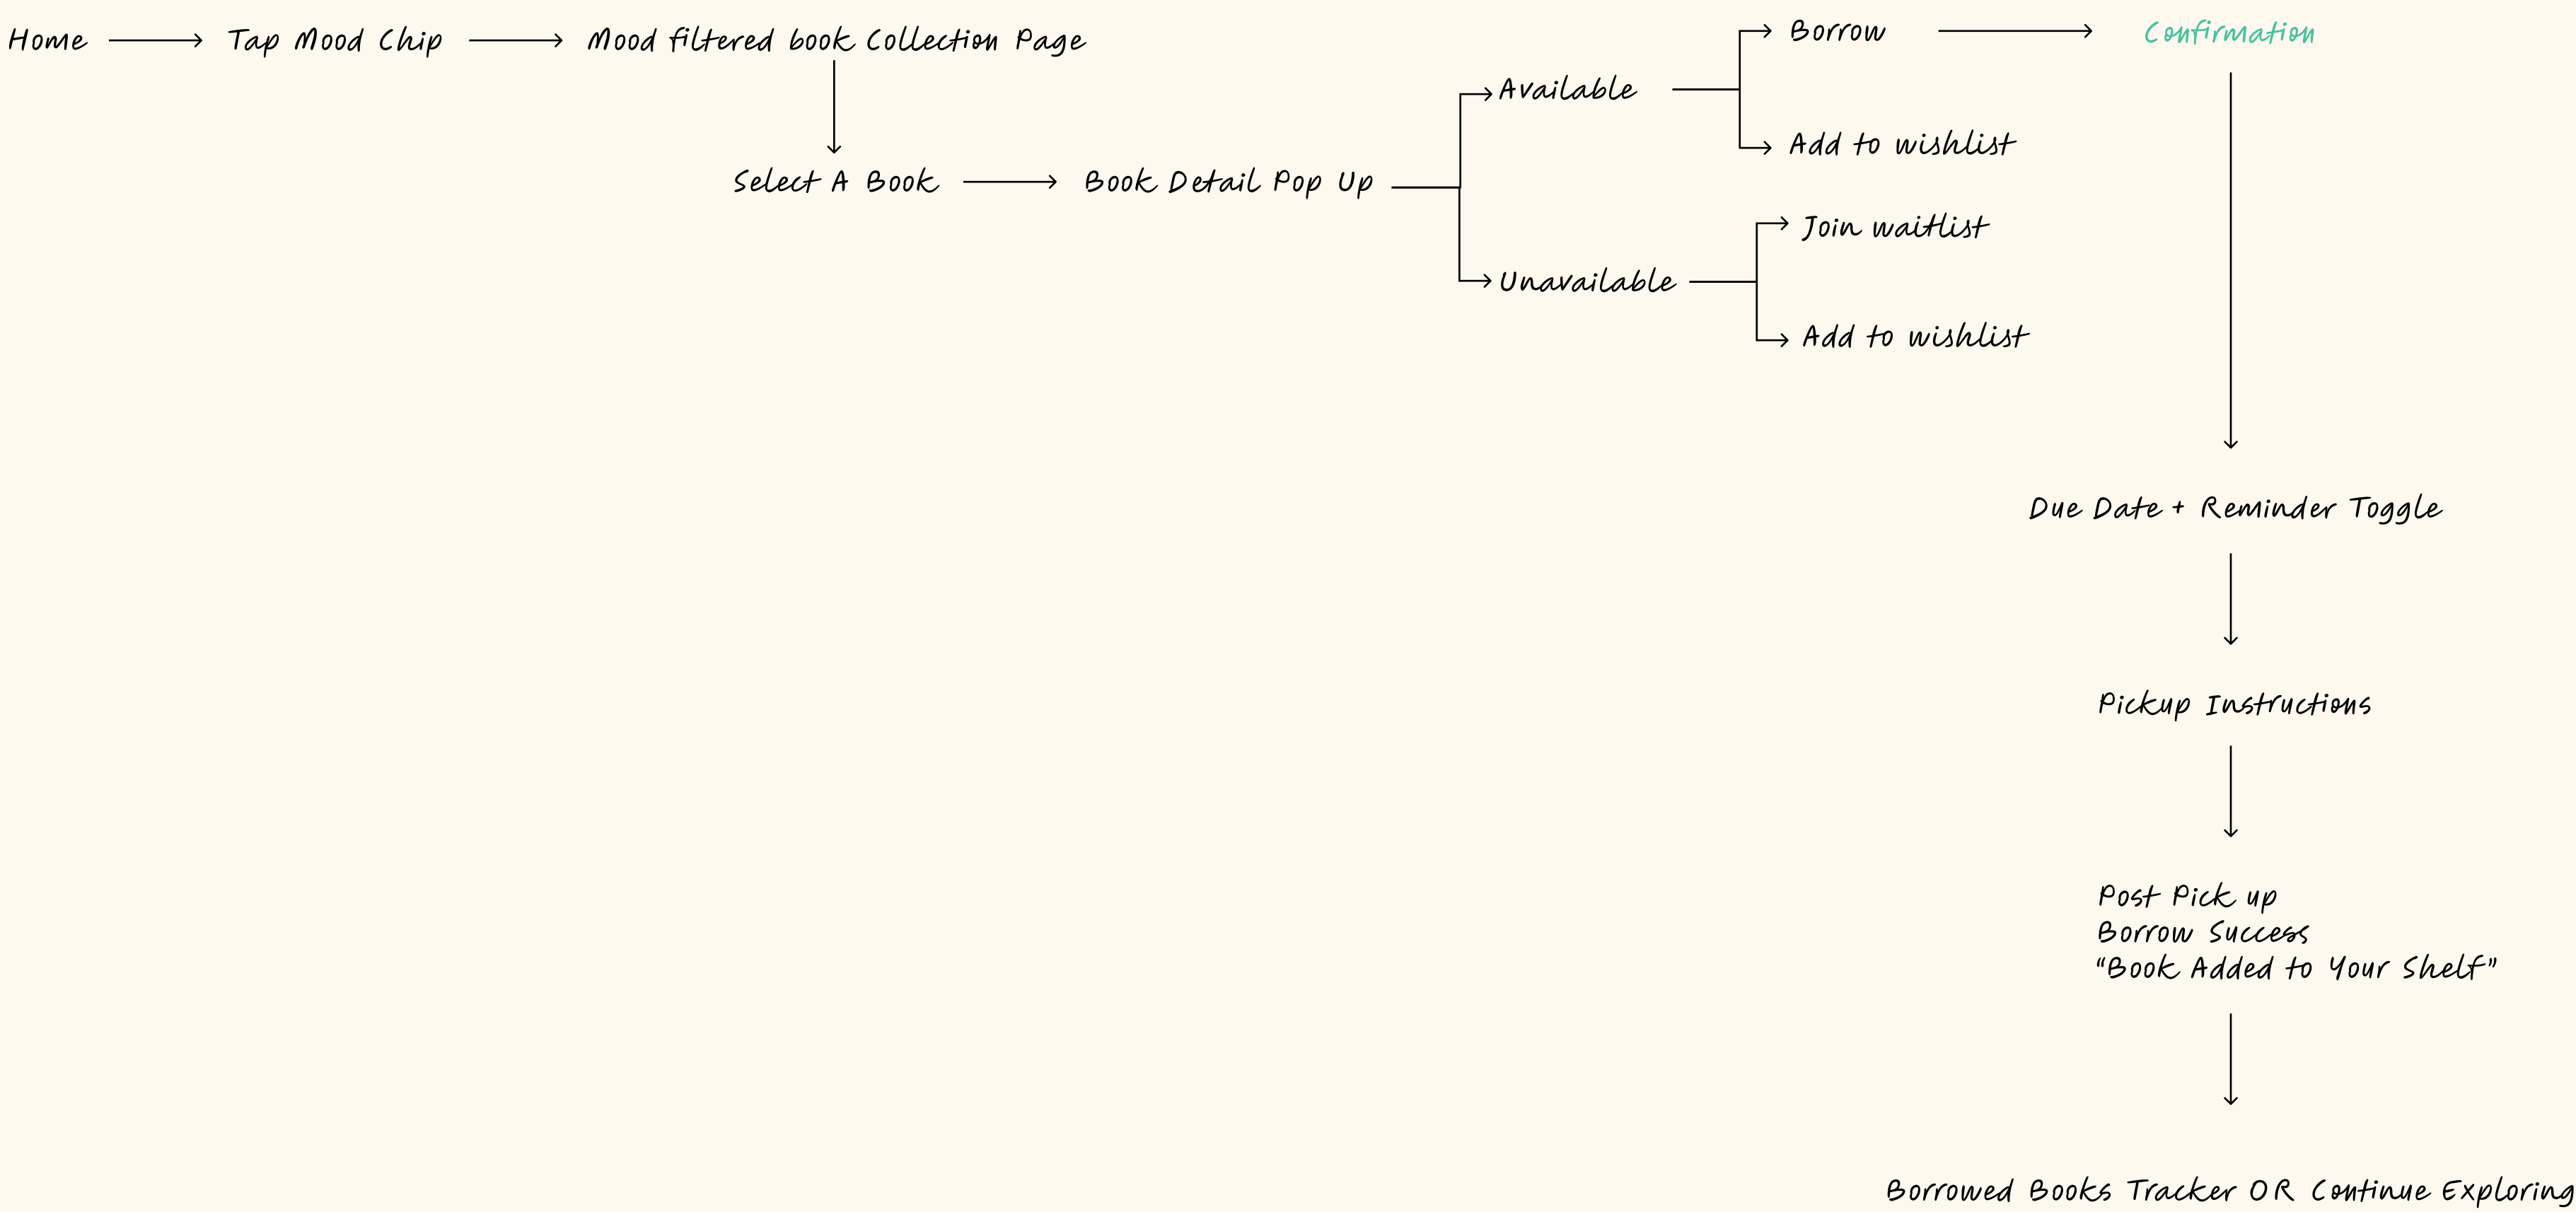 Home
Tap Mood Chip
Mood filtered book Collection Page
Select A Book
Book Detail Pop Up
Available
Borrow
Confirmation
Add to wishlist
Unavailable
Join waitlist
Add to wishlist
Due Date + Reminder Toggle
Pickup Instructions
Post Pick up
Borrow Success
“Book Added to Your Shelf”
Borrowed Books Tracker OR Continue Exploring